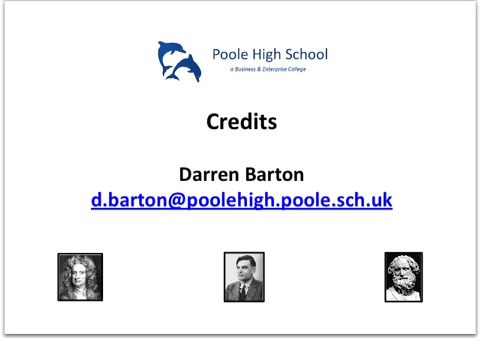 Poole High School
a Business & Enterprise College
Credits
Darren Barton
d.barton@poolehigh.poole.sch.uk